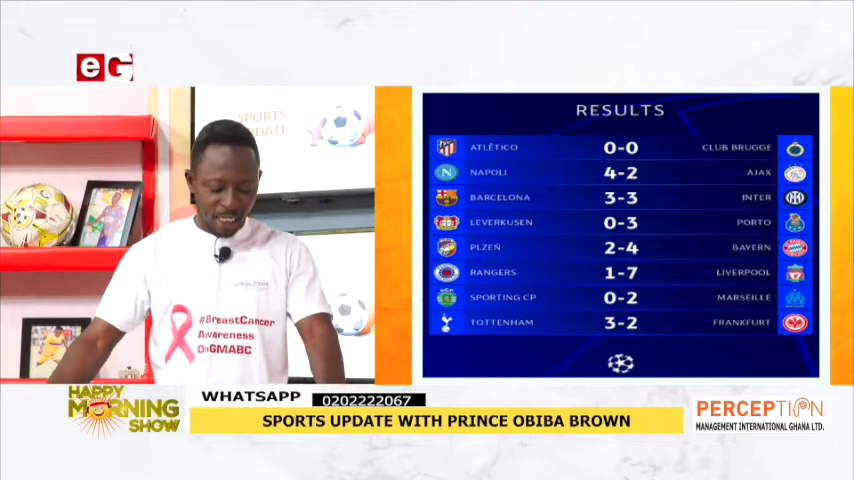 eG
SPORTS
UPDATE
#BreastCancer
Awareness
OnGMABC
RESULTS
ATLÉTICO 0-0 CLUB BRUGGE
NAPOLI 4-2 AJAX
BARCELONA 3-3 INTER
LEVERKUSEN 0-3 PORTO
PLZEŇ 2-4 BAYERN
RANGERS 1-7 LIVERPOOL
SPORTING CP 0-2 MARSEILLE
TOTTENHAM 3-2 FRANKFURT
HAPPY
MORNING
SHOW
WHATSAPP 0202222067
SPORTS UPDATE WITH PRINCE OBIBA BROWN
PERCEPTION
MANAGEMENT INTERNATIONAL GHANA LTD.